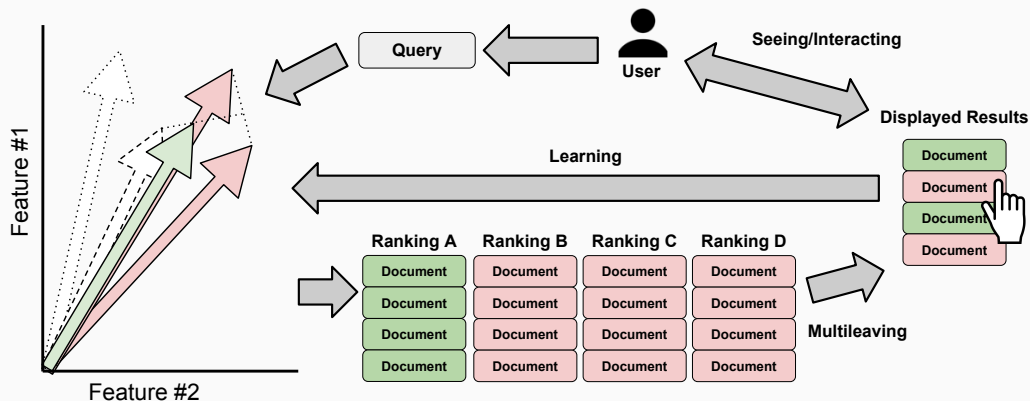 Query
User
Seeing/Interacting
Displayed Results
Document
Document
Document
Document
Learning
Feature #1
Feature #2
Ranking A Ranking B Ranking C Ranking D
Document Document Document Document
Document Document Document Document
Document Document Document Document
Document Document Document Document
Multileaving